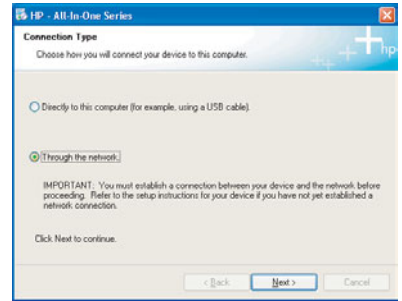 HP - All-In-One Series
Connection Type
Choose how you will connect your device to this computer.
hp
Directly to this computer (for example, using a USB cable).
Through the network.
IMPORTANT: You must establish a connection between your device and the network before
proceeding. Refer to the setup instructions for your device if you have not yet established a
network connection.
Click Next to continue.
< Back
Next >
Cancel